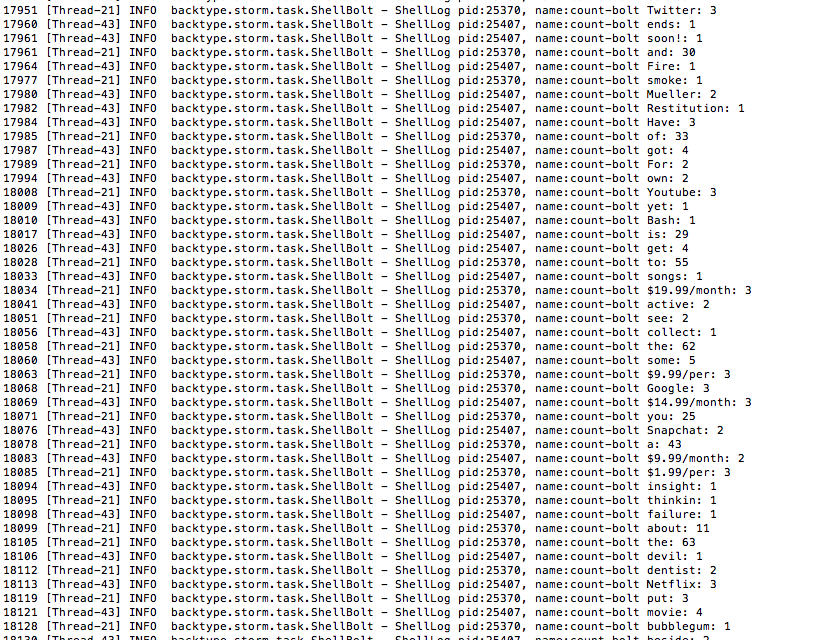 17951 [Thread-21] INFO  backtype.storm.task.ShellBolt - ShellLog pid:25370, name:count-bolt Twitter: 3
17960 [Thread-43] INFO  backtype.storm.task.ShellBolt - ShellLog pid:25407, name:count-bolt ends: 1
17961 [Thread-43] INFO  backtype.storm.task.ShellBolt - ShellLog pid:25407, name:count-bolt soon!: 1
17961 [Thread-21] INFO  backtype.storm.task.ShellBolt - ShellLog pid:25370, name:count-bolt and: 30
17964 [Thread-43] INFO  backtype.storm.task.ShellBolt - ShellLog pid:25407, name:count-bolt Fire: 1
17977 [Thread-21] INFO  backtype.storm.task.ShellBolt - ShellLog pid:25370, name:count-bolt smoke: 1
17980 [Thread-43] INFO  backtype.storm.task.ShellBolt - ShellLog pid:25407, name:count-bolt Mueller: 2
17982 [Thread-43] INFO  backtype.storm.task.ShellBolt - ShellLog pid:25407, name:count-bolt Restitution: 1
17984 [Thread-43] INFO  backtype.storm.task.ShellBolt - ShellLog pid:25407, name:count-bolt Have: 3
17985 [Thread-21] INFO  backtype.storm.task.ShellBolt - ShellLog pid:25370, name:count-bolt of: 33
17987 [Thread-43] INFO  backtype.storm.task.ShellBolt - ShellLog pid:25407, name:count-bolt got: 4
17989 [Thread-21] INFO  backtype.storm.task.ShellBolt - ShellLog pid:25370, name:count-bolt For: 2
17994 [Thread-43] INFO  backtype.storm.task.ShellBolt - ShellLog pid:25407, name:count-bolt own: 2
18008 [Thread-21] INFO  backtype.storm.task.ShellBolt - ShellLog pid:25370, name:count-bolt Youtube: 3
18009 [Thread-43] INFO  backtype.storm.task.ShellBolt - ShellLog pid:25407, name:count-bolt yet: 1
18010 [Thread-43] INFO  backtype.storm.task.ShellBolt - ShellLog pid:25407, name:count-bolt Bash: 1
18017 [Thread-43] INFO  backtype.storm.task.ShellBolt - ShellLog pid:25407, name:count-bolt is: 29
18026 [Thread-43] INFO  backtype.storm.task.ShellBolt - ShellLog pid:25407, name:count-bolt get: 4
18028 [Thread-21] INFO  backtype.storm.task.ShellBolt - ShellLog pid:25370, name:count-bolt to: 55
18033 [Thread-43] INFO  backtype.storm.task.ShellBolt - ShellLog pid:25407, name:count-bolt songs: 1
18034 [Thread-21] INFO  backtype.storm.task.ShellBolt - ShellLog pid:25370, name:count-bolt $19.99/month: 3
18041 [Thread-43] INFO  backtype.storm.task.ShellBolt - ShellLog pid:25407, name:count-bolt active: 2
18051 [Thread-21] INFO  backtype.storm.task.ShellBolt - ShellLog pid:25370, name:count-bolt see: 2
18056 [Thread-43] INFO  backtype.storm.task.ShellBolt - ShellLog pid:25407, name:count-bolt collect: 1
18058 [Thread-21] INFO  backtype.storm.task.ShellBolt - ShellLog pid:25370, name:count-bolt the: 62
18060 [Thread-43] INFO  backtype.storm.task.ShellBolt - ShellLog pid:25407, name:count-bolt some: 5
18063 [Thread-21] INFO  backtype.storm.task.ShellBolt - ShellLog pid:25370, name:count-bolt $9.99/per: 3
18068 [Thread-21] INFO  backtype.storm.task.ShellBolt - ShellLog pid:25370, name:count-bolt Google: 3
18069 [Thread-43] INFO  backtype.storm.task.ShellBolt - ShellLog pid:25407, name:count-bolt $14.99/month: 3
18071 [Thread-21] INFO  backtype.storm.task.ShellBolt - ShellLog pid:25370, name:count-bolt you: 25
18076 [Thread-43] INFO  backtype.storm.task.ShellBolt - ShellLog pid:25407, name:count-bolt Snapchat: 2
18078 [Thread-21] INFO  backtype.storm.task.ShellBolt - ShellLog pid:25370, name:count-bolt a: 43
18083 [Thread-43] INFO  backtype.storm.task.ShellBolt - ShellLog pid:25407, name:count-bolt $9.99/month: 2
18085 [Thread-21] INFO  backtype.storm.task.ShellBolt - ShellLog pid:25370, name:count-bolt $1.99/per: 3
18094 [Thread-43] INFO  backtype.storm.task.ShellBolt - ShellLog pid:25407, name:count-bolt insight: 1
18095 [Thread-21] INFO  backtype.storm.task.ShellBolt - ShellLog pid:25370, name:count-bolt thinkin: 1
18098 [Thread-43] INFO  backtype.storm.task.ShellBolt - ShellLog pid:25407, name:count-bolt failure: 1
18099 [Thread-21] INFO  backtype.storm.task.ShellBolt - ShellLog pid:25370, name:count-bolt about: 11
18105 [Thread-21] INFO  backtype.storm.task.ShellBolt - ShellLog pid:25370, name:count-bolt the: 63
18106 [Thread-43] INFO  backtype.storm.task.ShellBolt - ShellLog pid:25407, name:count-bolt devil: 1
18112 [Thread-21] INFO  backtype.storm.task.ShellBolt - ShellLog pid:25370, name:count-bolt dentist: 2
18113 [Thread-43] INFO  backtype.storm.task.ShellBolt - ShellLog pid:25407, name:count-bolt Netflix: 3
18119 [Thread-21] INFO  backtype.storm.task.ShellBolt - ShellLog pid:25370, name:count-bolt put: 3
18121 [Thread-43] INFO  backtype.storm.task.ShellBolt - ShellLog pid:25407, name:count-bolt movie: 4
18128 [Thread-21] INFO  backtype.storm.task.ShellBolt - ShellLog pid:25370, name:count-bolt bubblegum: 1
[Thread-43] INFO  backtype.storm.task.ShellBolt - ShellLog pid:25407, name:count-bolt